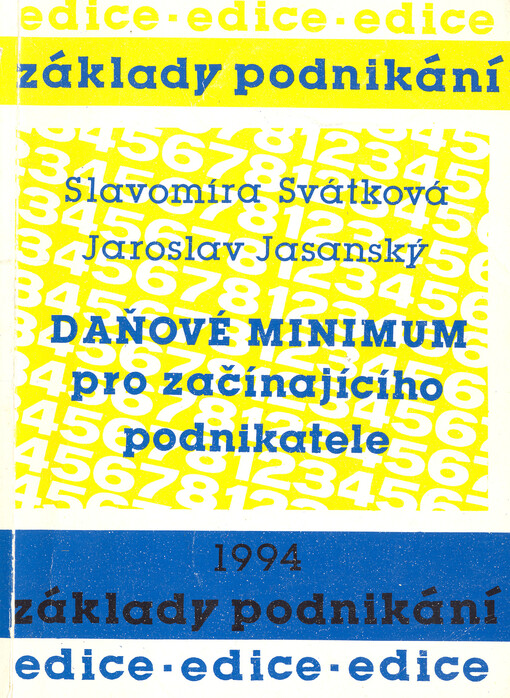 edice · edice · edice
základy podnikání
Slavomíra Svátková
Jaroslav Jasanský
DAŇOVÉ MINIMUM
pro začínajícího
podnikatele
1994
základy podnikání
edice · edice · edice